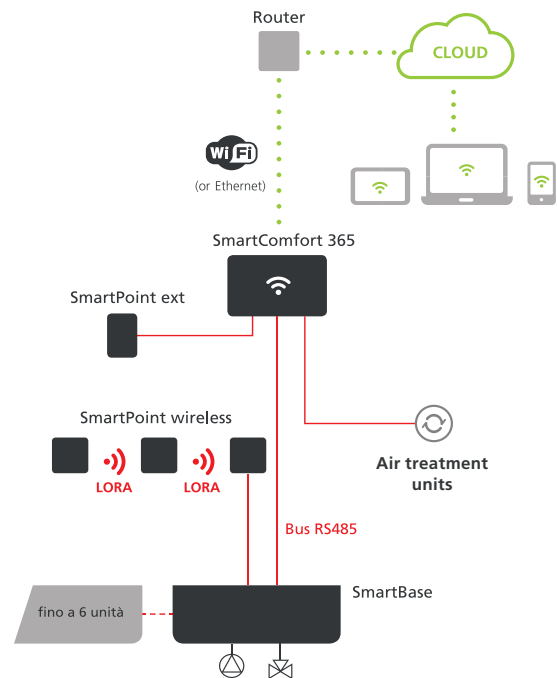 Router
CLOUD
WiFi
(or Ethernet)
SmartComfort 365
SmartPoint ext
SmartPoint wireless
LORA
LORA
Air treatment
units
Bus RS485
SmartBase
fino a 6 unità